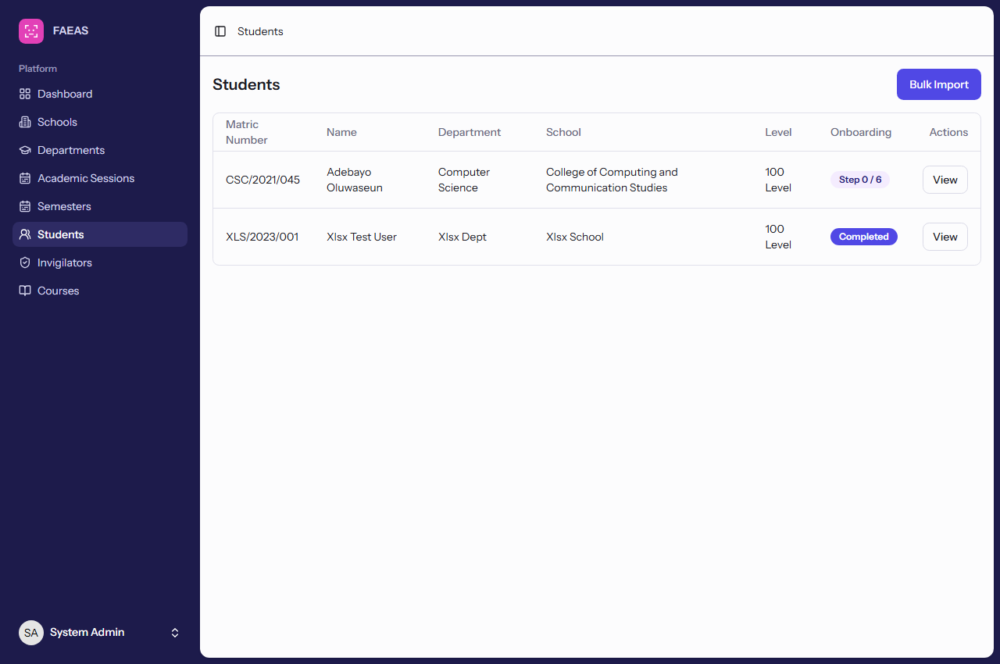 FAEAS
Platform
Dashboard
Schools
Departments
Academic Sessions
Semesters
Students
Invigilators
Courses
SA System Admin
Students
Students
Bulk Import
Matric Number Name Department School Level Onboarding Actions
CSC/2021/045 Adebayo Oluwaseun Computer Science College of Computing and Communication Studies 100 Level Step 0 / 6 View
XLS/2023/001 Xlsx Test User Xlsx Dept Xlsx School 100 Level Completed View